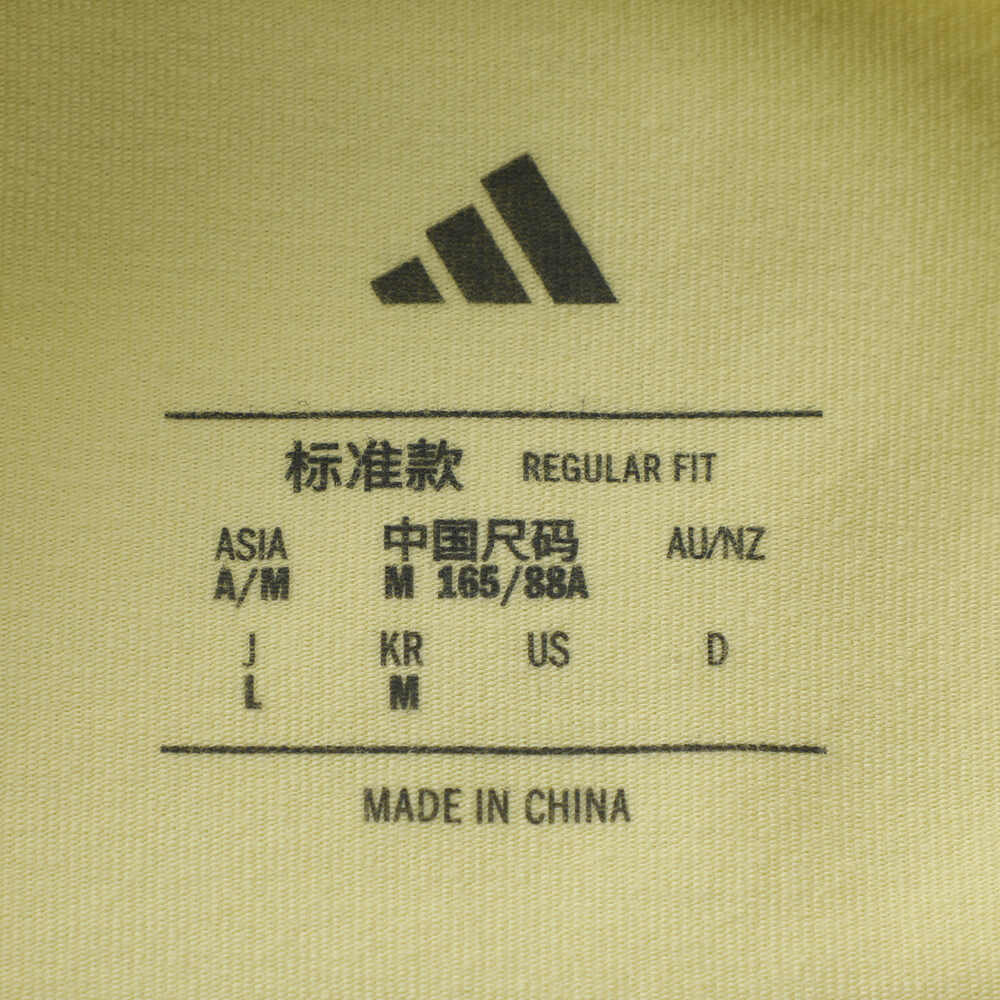 标准款 REGULAR FIT
ASIA 中国尺码 AU/NZ
A/M M 165/88A
J KR US D
L M
MADE IN CHINA